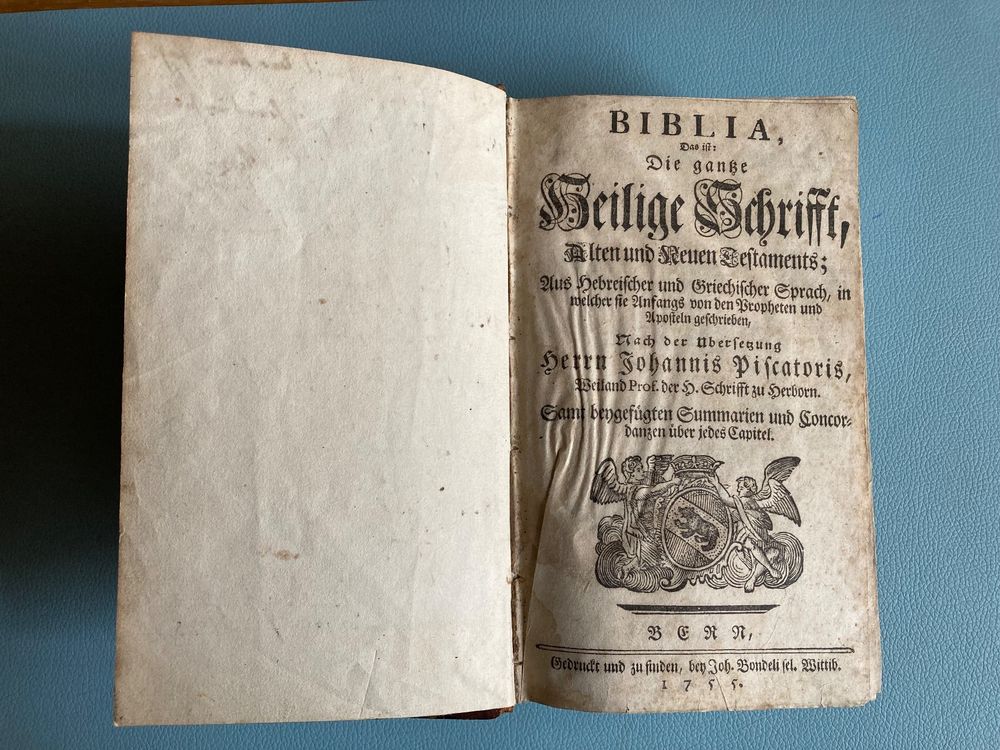 BIBLIA,
Das ist:
Die gantze
Heilige Schrifft,
Alten und Neuen Testaments;
Aus Hebreischer und Griechischer Sprach, in
welcher sie Anfangs von den Propheten und
Aposteln geschrieben,
Nach der Ubersetzung
Herrn Johannis Piscatoris,
Weiland Prof. der H. Schrifft zu Herborn.
Samt beygefügten Summarien und Concor-
danzen über jedes Capitel.
BERN,
Gedruckt und zu finden, bey Joh. Bondeli sel. Wittib.
1755.